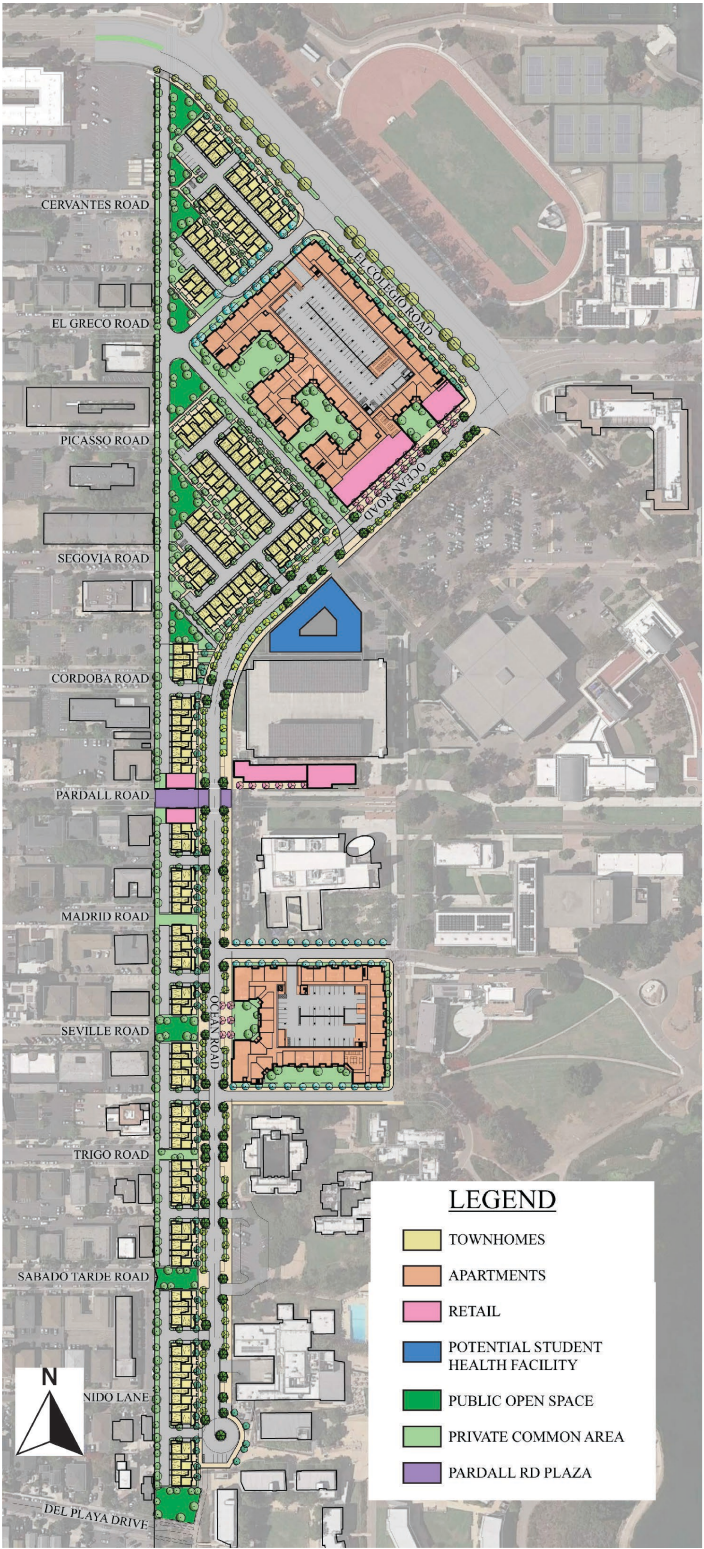 CERVANTES ROAD
EL COLEGIO ROAD
EL GRECO ROAD
PICASSO ROAD
OCEAN ROAD
SEGOVIA ROAD
CORDOBA ROAD
PARDALL ROAD
MADRID ROAD
OCEAN ROAD
SEVILLE ROAD
TRIGO ROAD
SABADO TARDE ROAD
LEGEND
TOWNHOMES
APARTMENTS
RETAIL
POTENTIAL STUDENT
HEALTH FACILITY
PUBLIC OPEN SPACE
PRIVATE COMMON AREA
PARDALL RD PLAZA
N
NIDO LANE
DEL PLAYA DRIVE